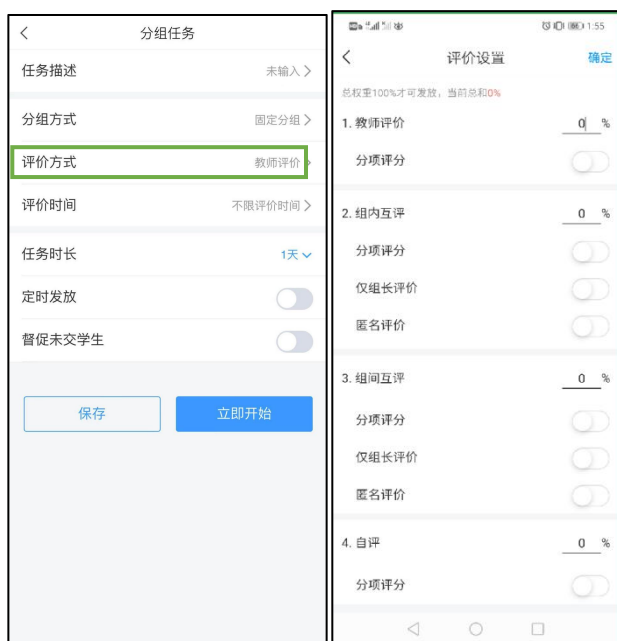 分组任务
任务描述 未输入
分组方式 固定分组
评价方式 教师评价
评价时间 不限评价时间
任务时长 1天
定时发放
督促未交学生
保存 立即开始
1:55
评价设置 确定
总权重100%才可发放，当前总和0%
1. 教师评价 0 %
分项评分
2. 组内互评 0 %
分项评分
仅组长评价
匿名评价
3. 组间互评 0 %
分项评分
仅组长评价
匿名评价
4. 自评 0 %
分项评分